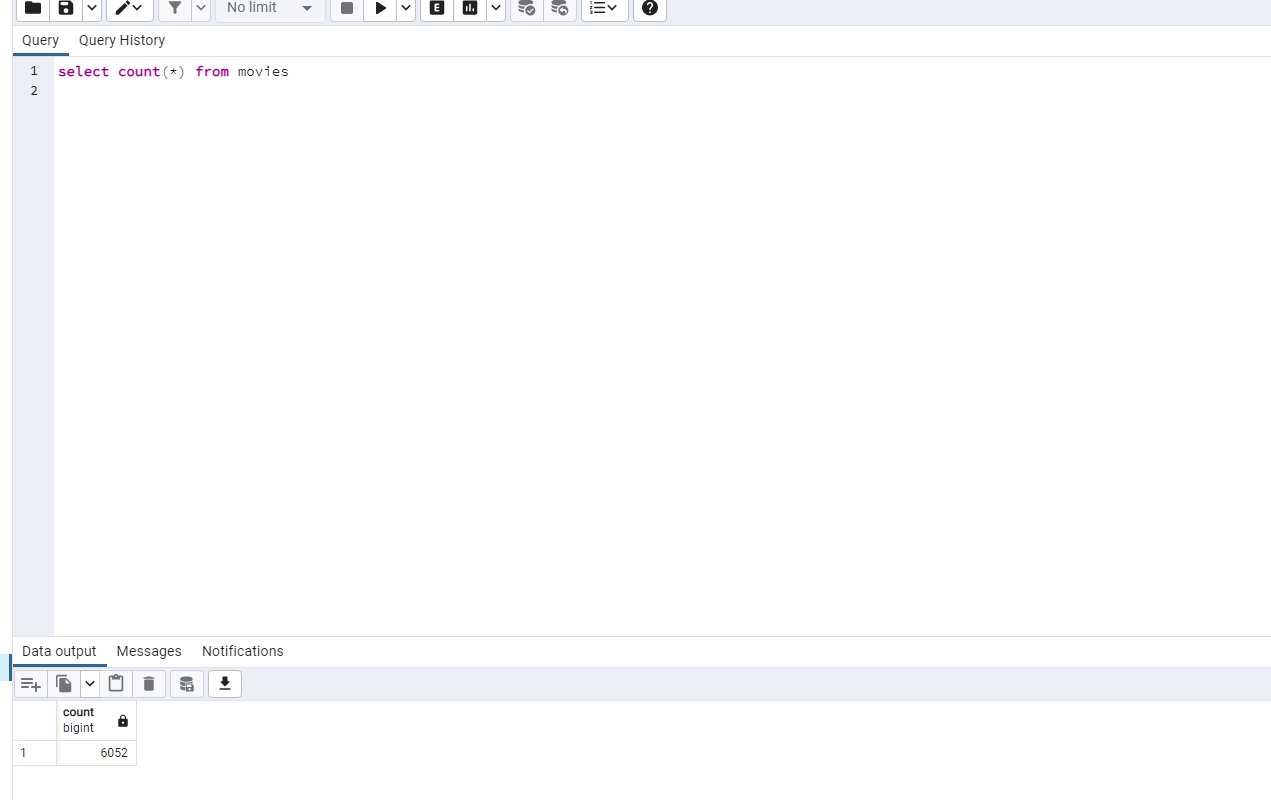 No limit
E
Query Query History
1 select count(*) from movies
2
Data output Messages Notifications
count
bigint
1 6052